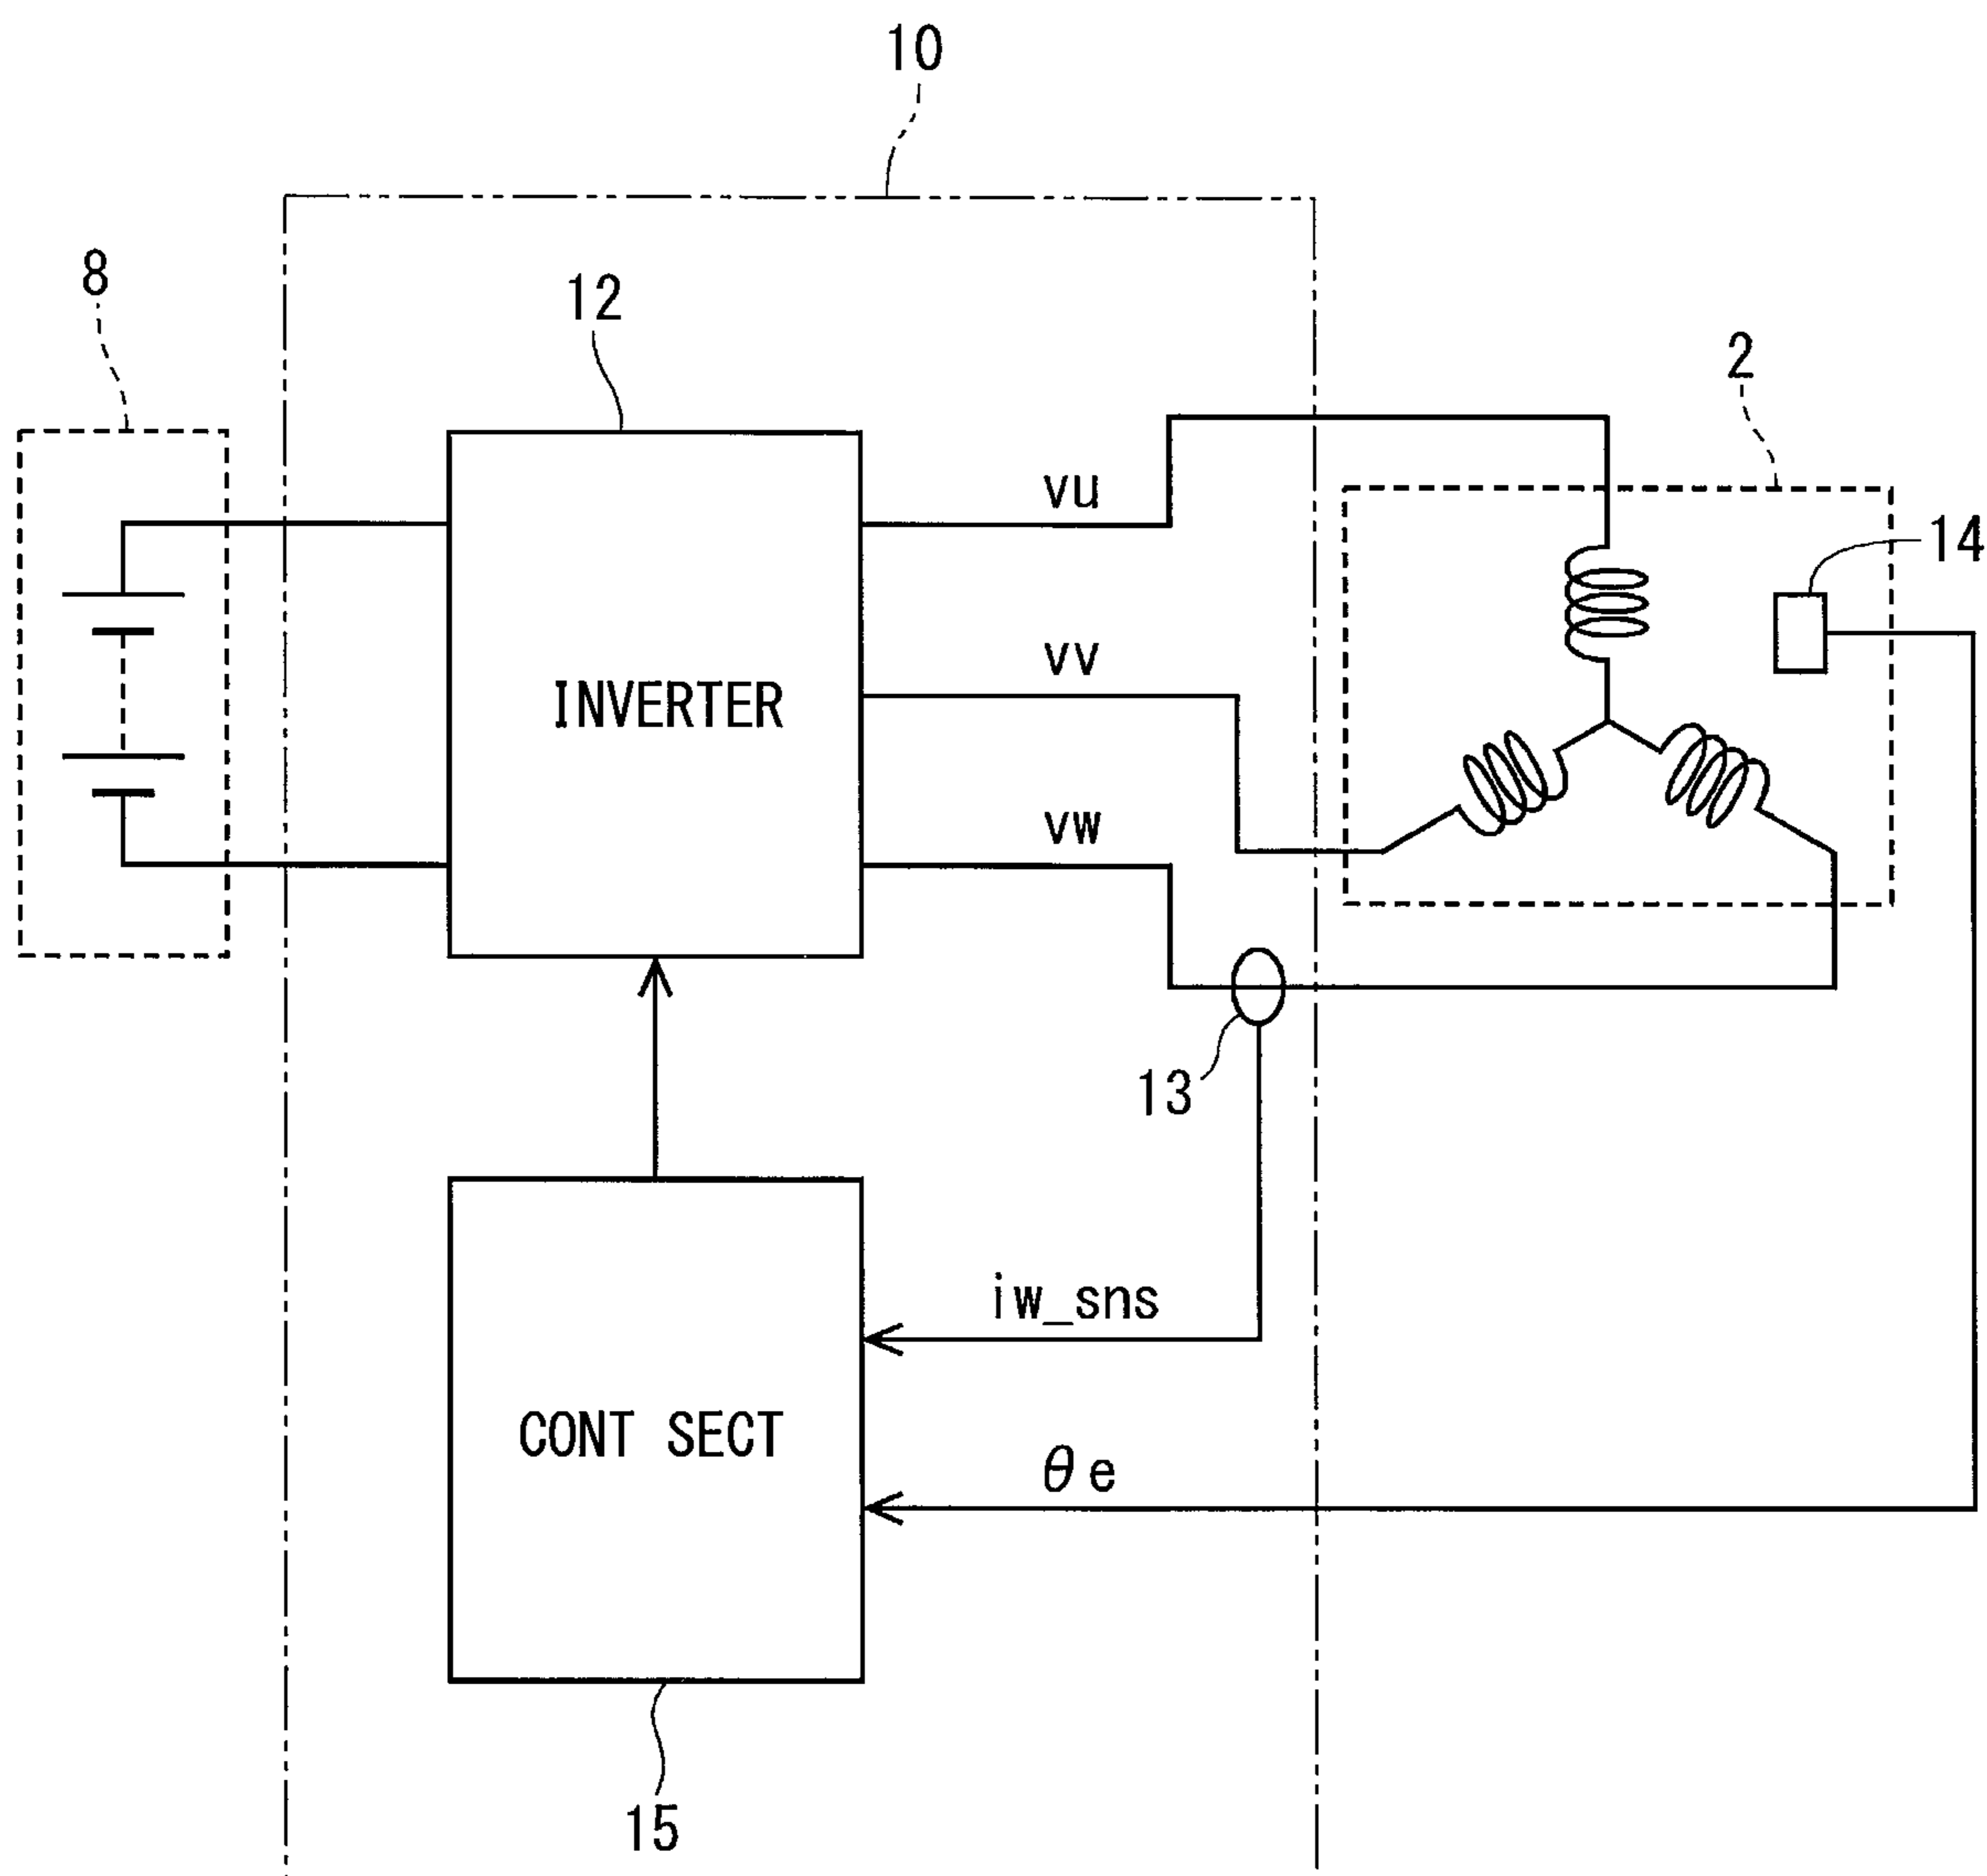 10
8
12
2
vu
14
vv
INVERTER
vw
13
iw_sns
CONT SECT
θe
15